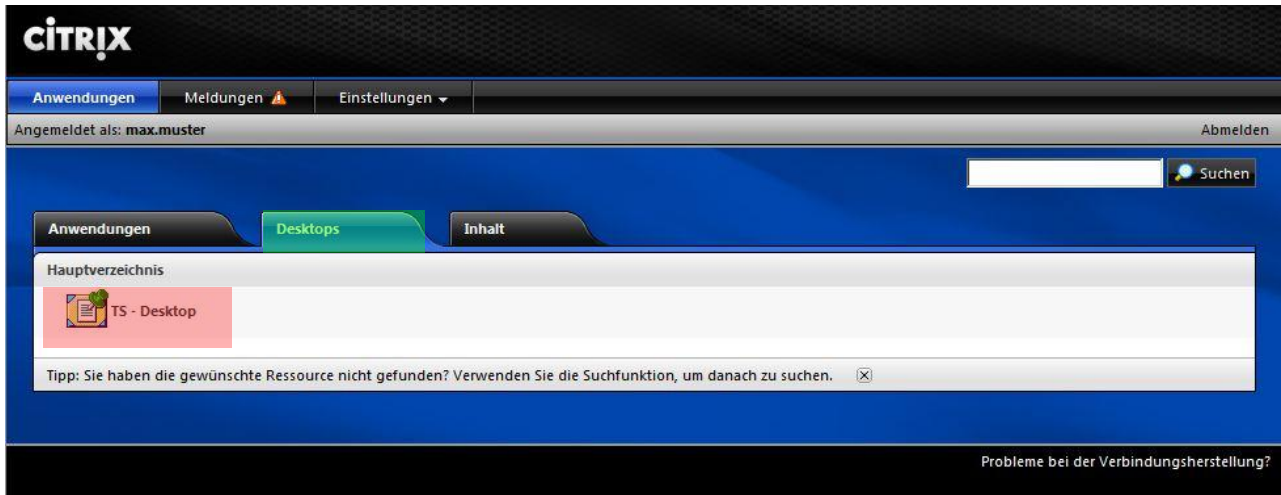 CITRIX
Anwendungen Meldungen Einstellungen
Angemeldet als: max.muster Abmelden
Suchen
Anwendungen Desktops Inhalt
Hauptverzeichnis
TS - Desktop
Tipp: Sie haben die gewünschte Ressource nicht gefunden? Verwenden Sie die Suchfunktion, um danach zu suchen.
Probleme bei der Verbindungsherstellung?